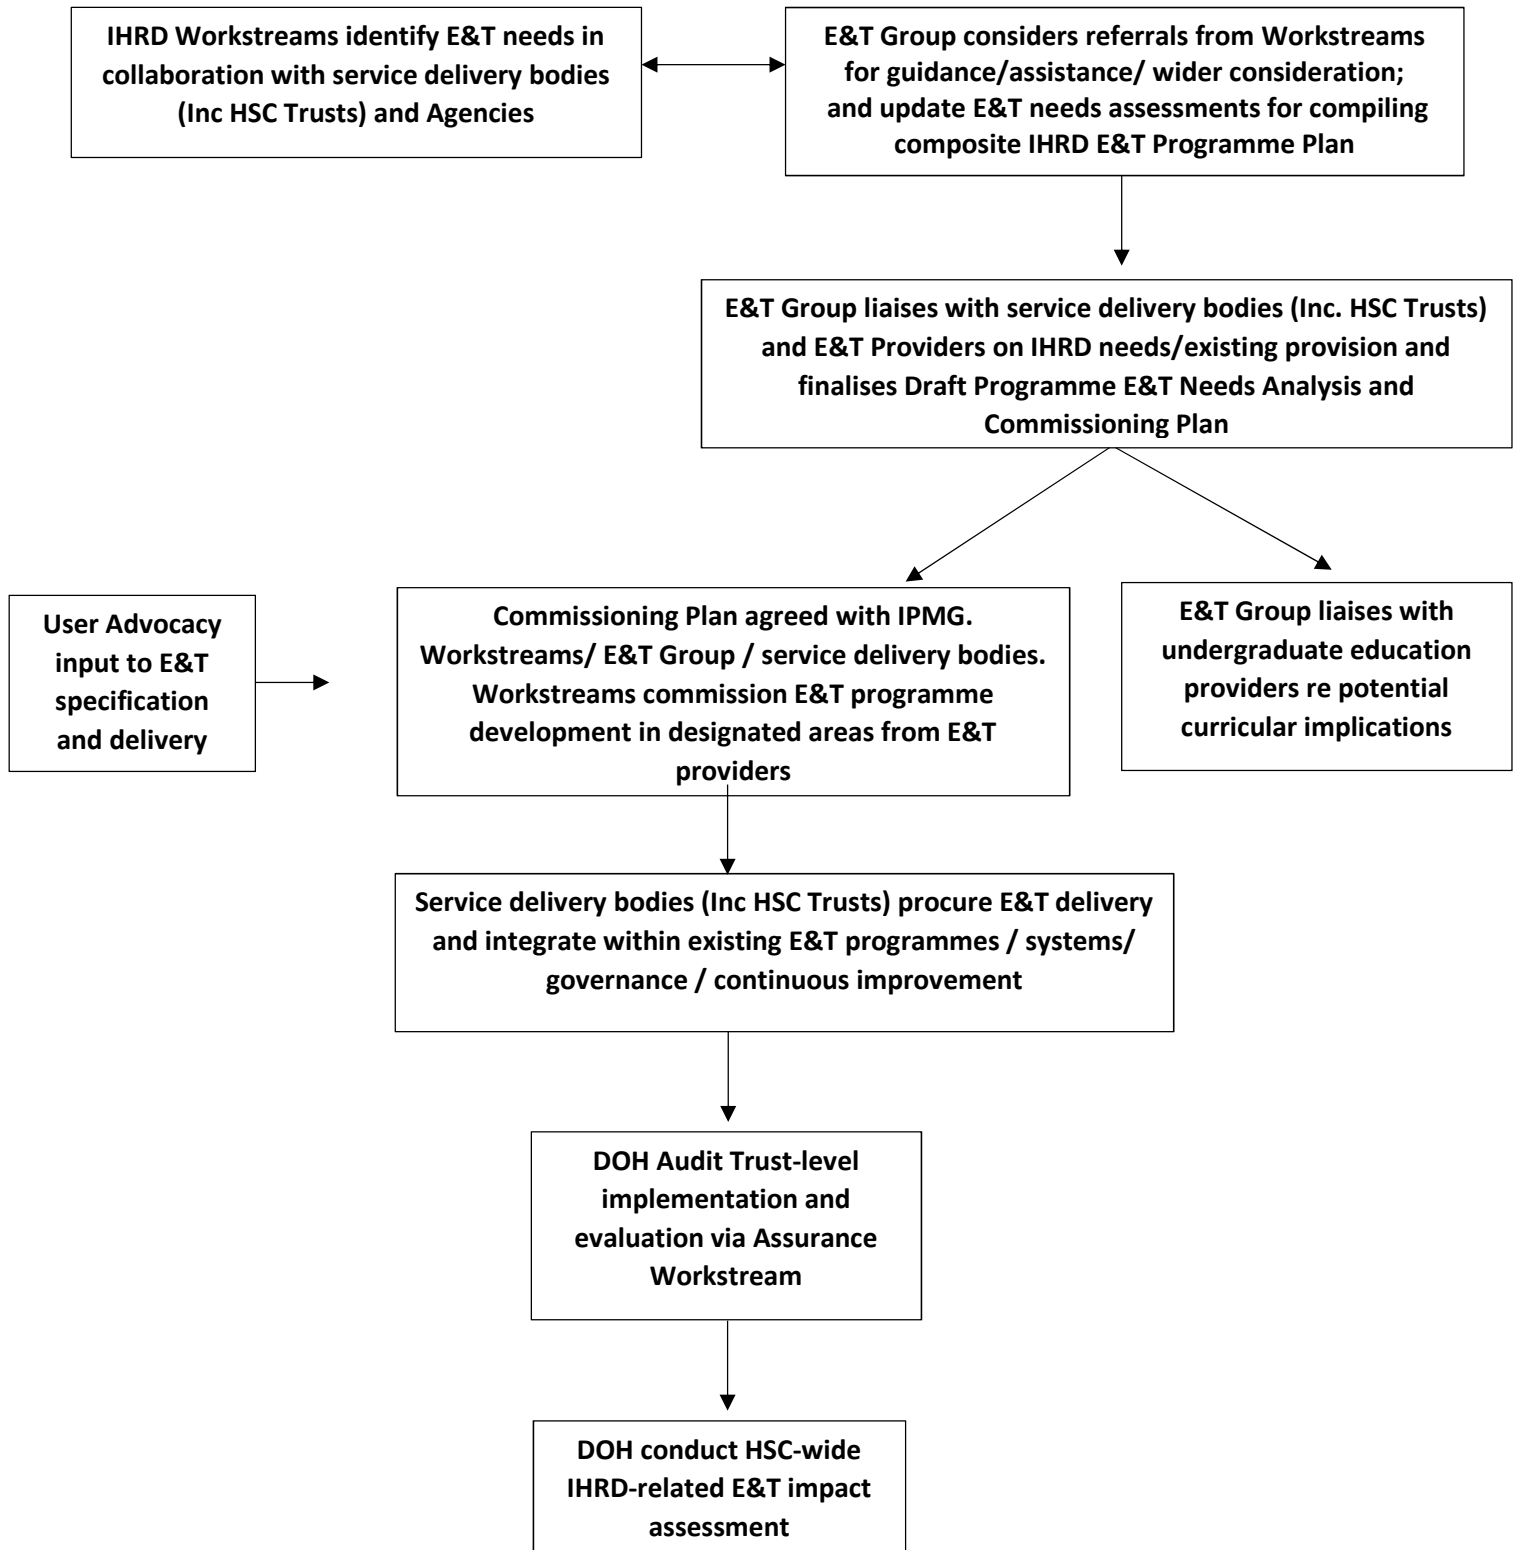 IHRD Workstreams identify E&T needs in
collaboration with service delivery bodies
(Inc HSC Trusts) and Agencies
E&T Group considers referrals from Workstreams
for guidance/assistance/ wider consideration;
and update E&T needs assessments for compiling
composite IHRD E&T Programme Plan
E&T Group liaises with service delivery bodies (Inc. HSC Trusts)
and E&T Providers on IHRD needs/existing provision and
finalises Draft Programme E&T Needs Analysis and
Commissioning Plan
User Advocacy
input to E&T
specification
and delivery
Commissioning Plan agreed with IPMG.
Workstreams/ E&T Group / service delivery bodies.
Workstreams commission E&T programme
development in designated areas from E&T
providers
E&T Group liaises with
undergraduate education
providers re potential
curricular implications
Service delivery bodies (Inc HSC Trusts) procure E&T delivery
and integrate within existing E&T programmes / systems/
governance / continuous improvement
DOH Audit Trust-level
implementation and
evaluation via Assurance
Workstream
DOH conduct HSC-wide
IHRD-related E&T impact
assessment